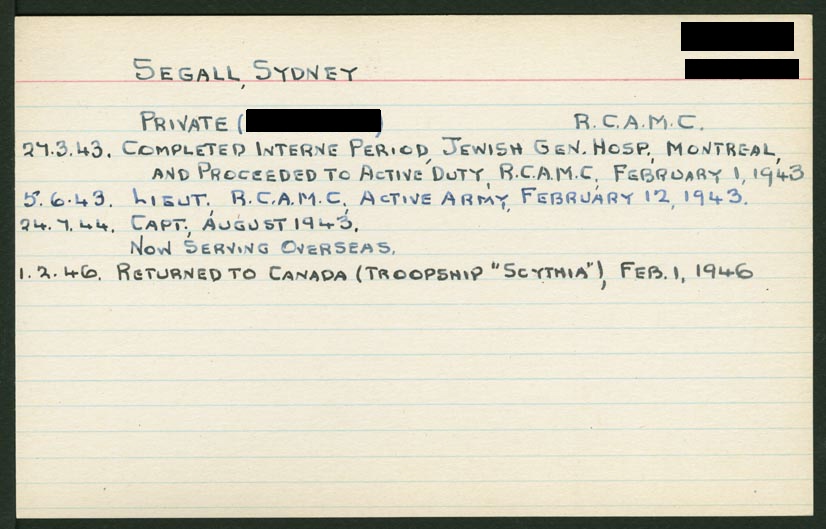 SEGALL, SYDNEY
PRIVATE ( ) R.C.A.M.C.
27.3.43. COMPLETED INTERNE PERIOD, JEWISH GEN. HOSP., MONTREAL,
AND PROCEEDED TO ACTIVE DUTY, R.C.A.M.C., FEBRUARY 1, 1943
5.6.43. LIEUT. R.C.A.M.C., ACTIVE ARMY, FEBRUARY 12, 1943.
24.7.44. CAPT., AUGUST 1943.
NOW SERVING OVERSEAS.
1.2.46. RETURNED TO CANADA (TROOPSHIP "SCYTHIA"), FEB. 1, 1946